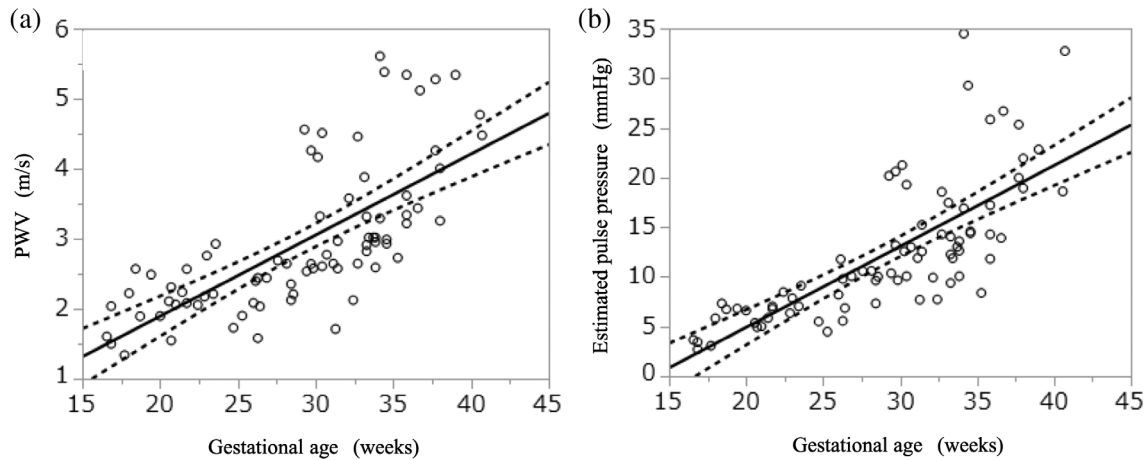 (a)
6
5
4
3
2
1
PWV (m/s)
15 20 25 30 35 40 45
Gestational age (weeks)
(b)
35
30
25
20
15
10
5
0
Estimated pulse pressure (mmHg)
15 20 25 30 35 40 45
Gestational age (weeks)